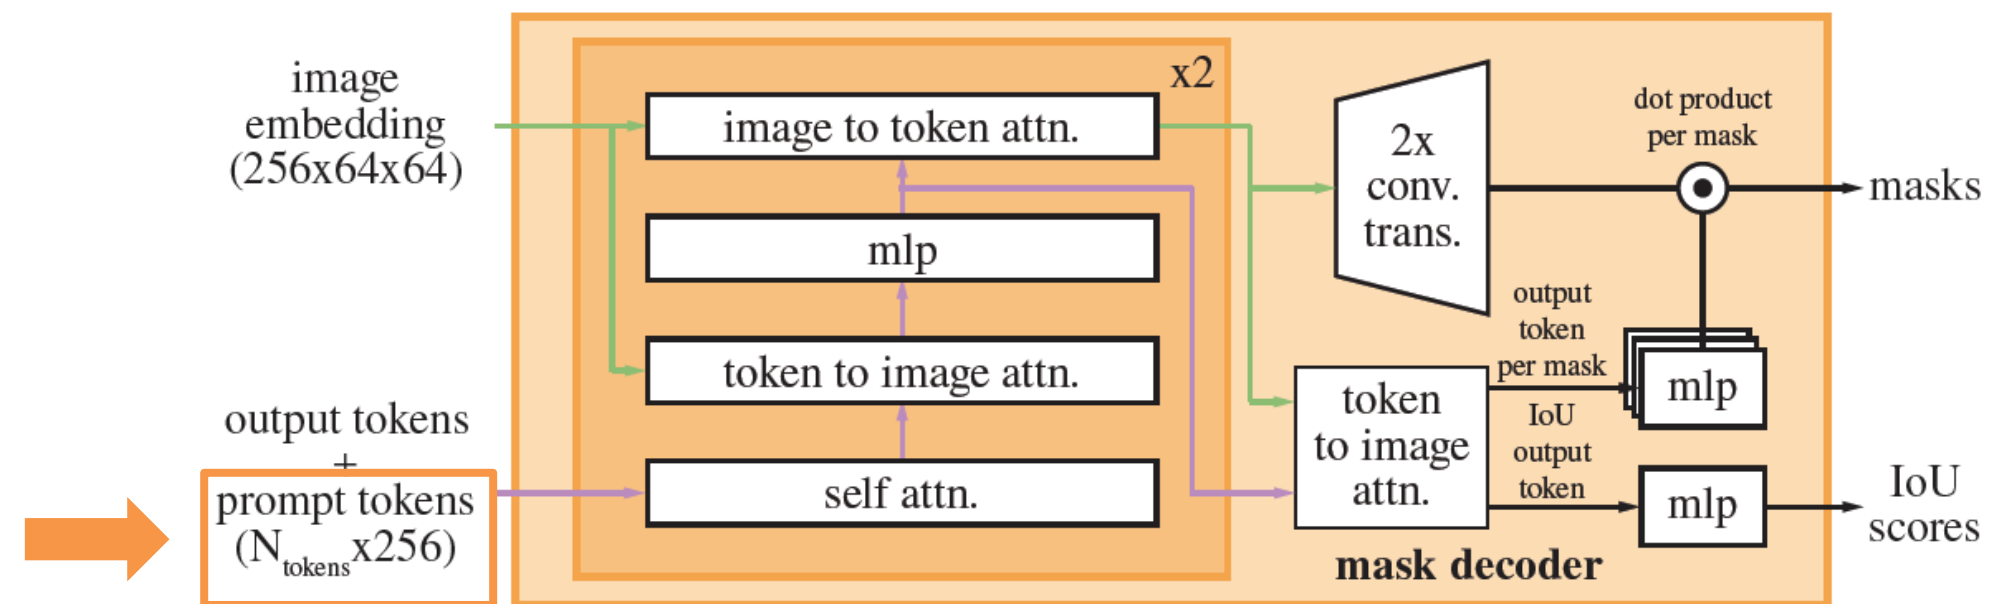 image
embedding
(256x64x64)
output tokens
+
prompt tokens
(Ntokensx256)
x2
image to token attn.
mlp
token to image attn.
self attn.
2x
conv.
trans.
dot product
per mask
masks
output
token
per mask
mlp
token
to image
attn.
IoU
output
token
mlp
IoU
scores
mask decoder